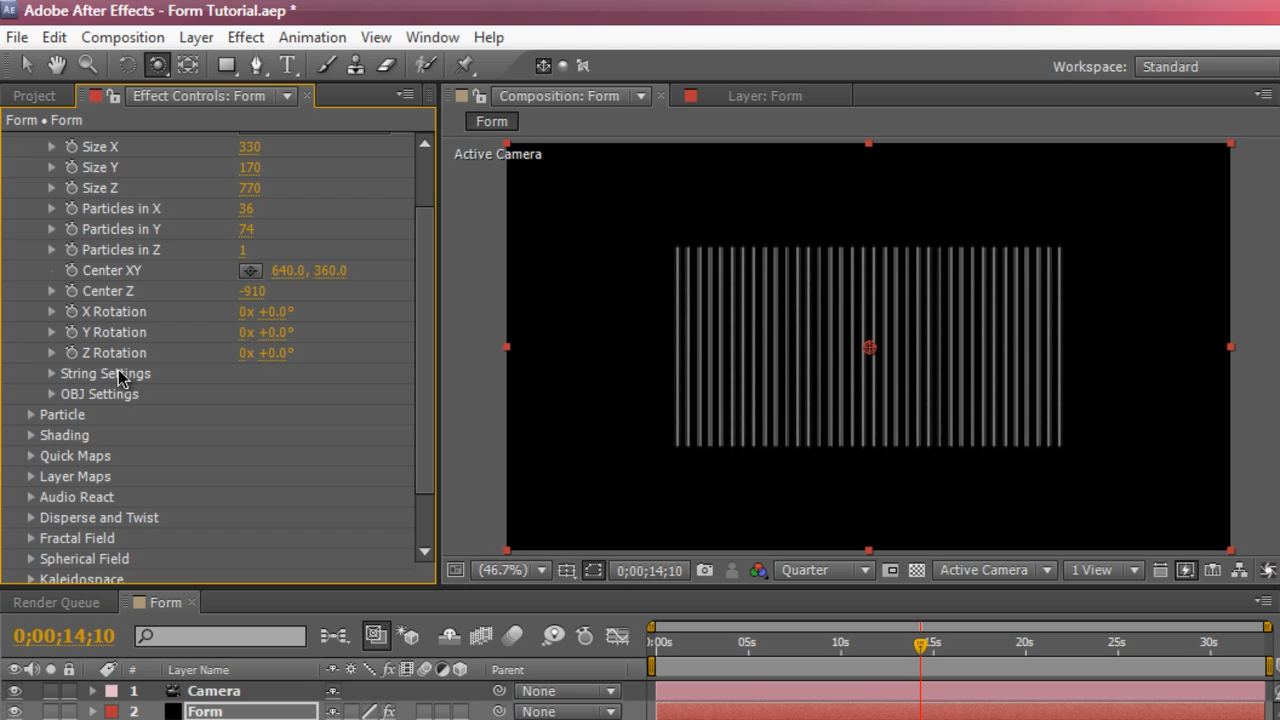 Adobe After Effects - Form Tutorial.aep *
File Edit Composition Layer Effect Animation View Window Help
Workspace: Standard
Project Effect Controls: Form
Composition: Form Layer: Form
Form • Form
Form
Active Camera
Size X 330
Size Y 170
Size Z 770
Particles in X 36
Particles in Y 74
Particles in Z 1
Center XY 640.0, 360.0
Center Z -910
X Rotation 0x +0.0°
Y Rotation 0x +0.0°
Z Rotation 0x +0.0°
String Settings
OBJ Settings
Particle
Shading
Quick Maps
Layer Maps
Audio React
Disperse and Twist
Fractal Field
Spherical Field
Kaleidospace
(46.7%) 0;00;14;10 Quarter Active Camera 1 View
Render Queue Form
0;00;14;10
):00s 05s 10s 15s 20s 25s 30s
# Layer Name Parent
1 Camera None
2 Form None